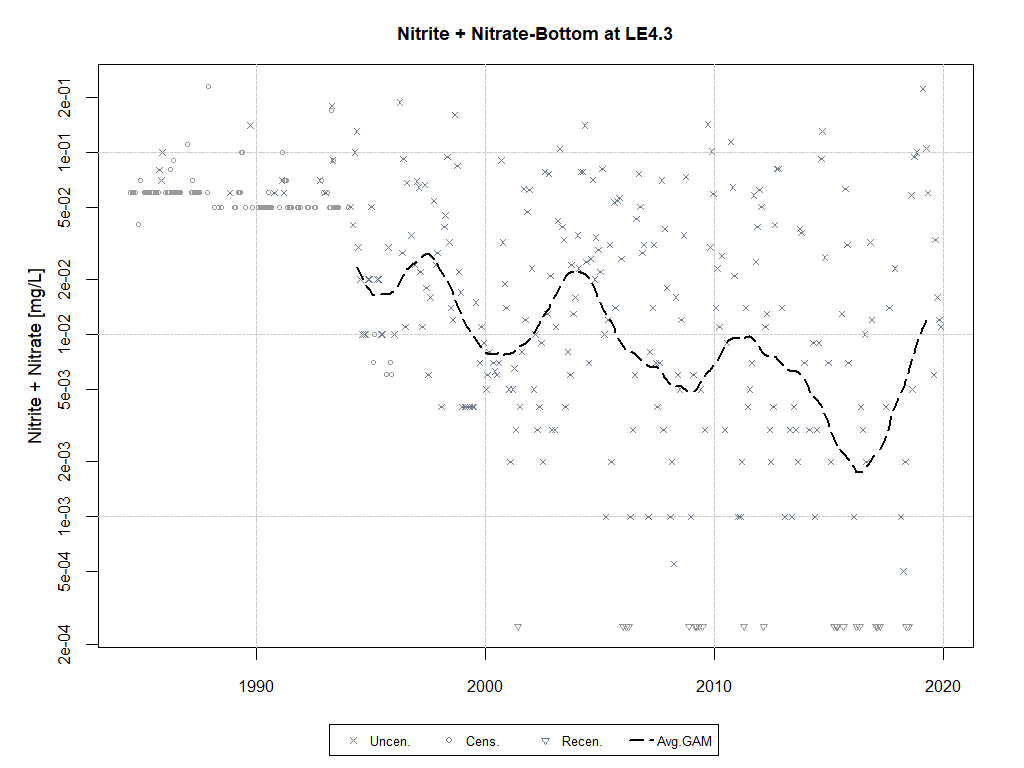 Nitrite + Nitrate-Bottom at LE4.3
Nitrite + Nitrate [mg/L]
2e-01
1e-01
5e-02
2e-02
1e-02
5e-03
2e-03
1e-03
5e-04
2e-04
1990 2000 2010 2020
Uncen. Cens. Recen. Avg.GAM